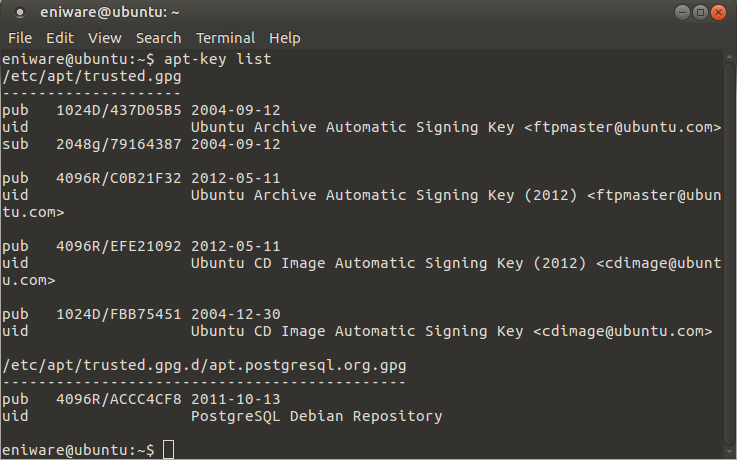 eniware@ubuntu: ~
File Edit View Search Terminal Help
eniware@ubuntu:~$ apt-key list
/etc/apt/trusted.gpg
--------------------
pub   1024D/437D05B5 2004-09-12
uid                  Ubuntu Archive Automatic Signing Key <ftpmaster@ubuntu.com>
sub   2048g/79164387 2004-09-12
pub   4096R/C0B21F32 2012-05-11
uid                  Ubuntu Archive Automatic Signing Key (2012) <ftpmaster@ubun
tu.com>
pub   4096R/EFE21092 2012-05-11
uid                  Ubuntu CD Image Automatic Signing Key (2012) <cdimage@ubunt
u.com>
pub   1024D/FBB75451 2004-12-30
uid                  Ubuntu CD Image Automatic Signing Key <cdimage@ubuntu.com>
/etc/apt/trusted.gpg.d/apt.postgresql.org.gpg
---------------------------------------------
pub   4096R/ACCC4CF8 2011-10-13
uid                  PostgreSQL Debian Repository
eniware@ubuntu:~$